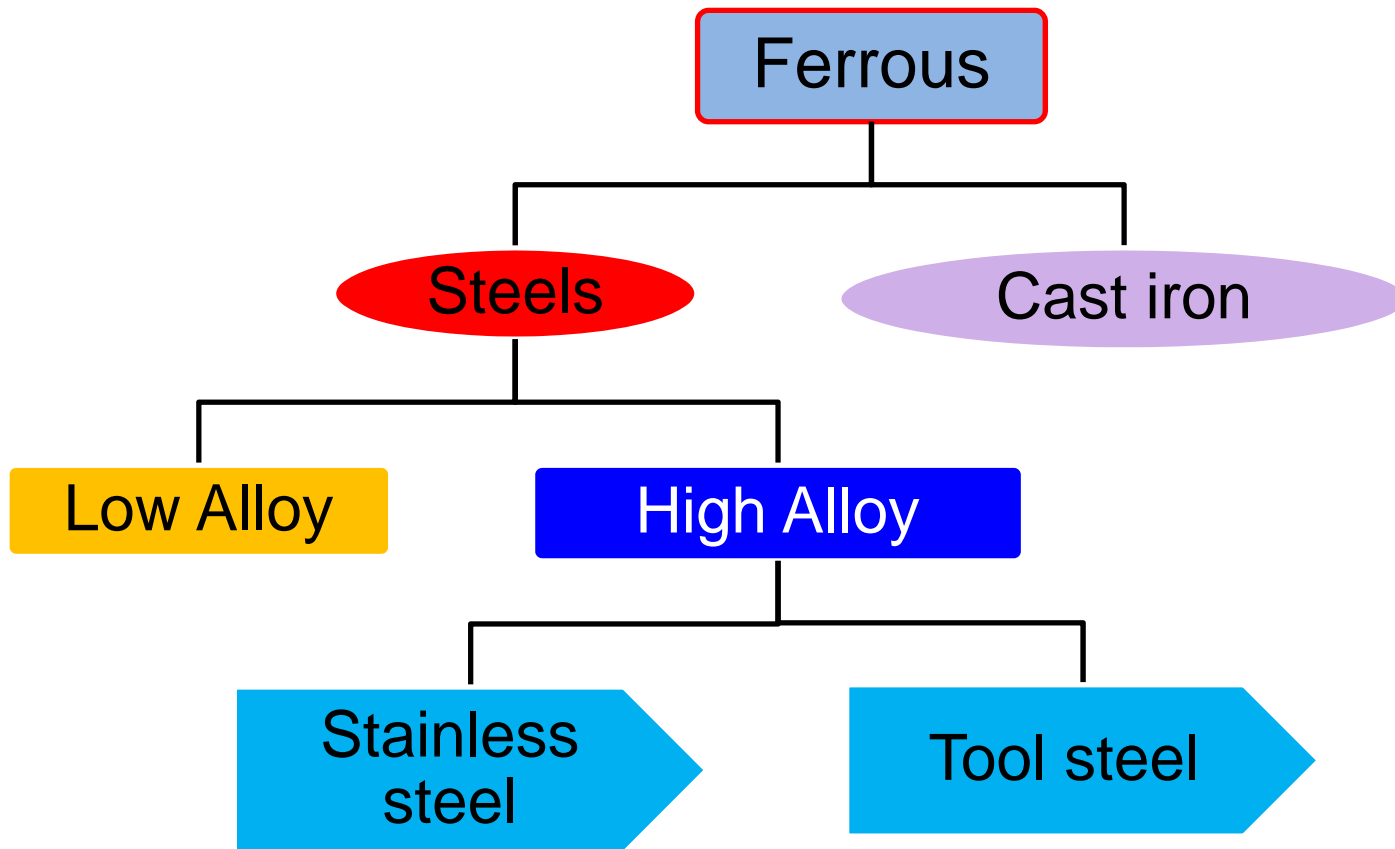 Ferrous
Steels
Cast iron
Low Alloy
High Alloy
Stainless
steel
Tool steel